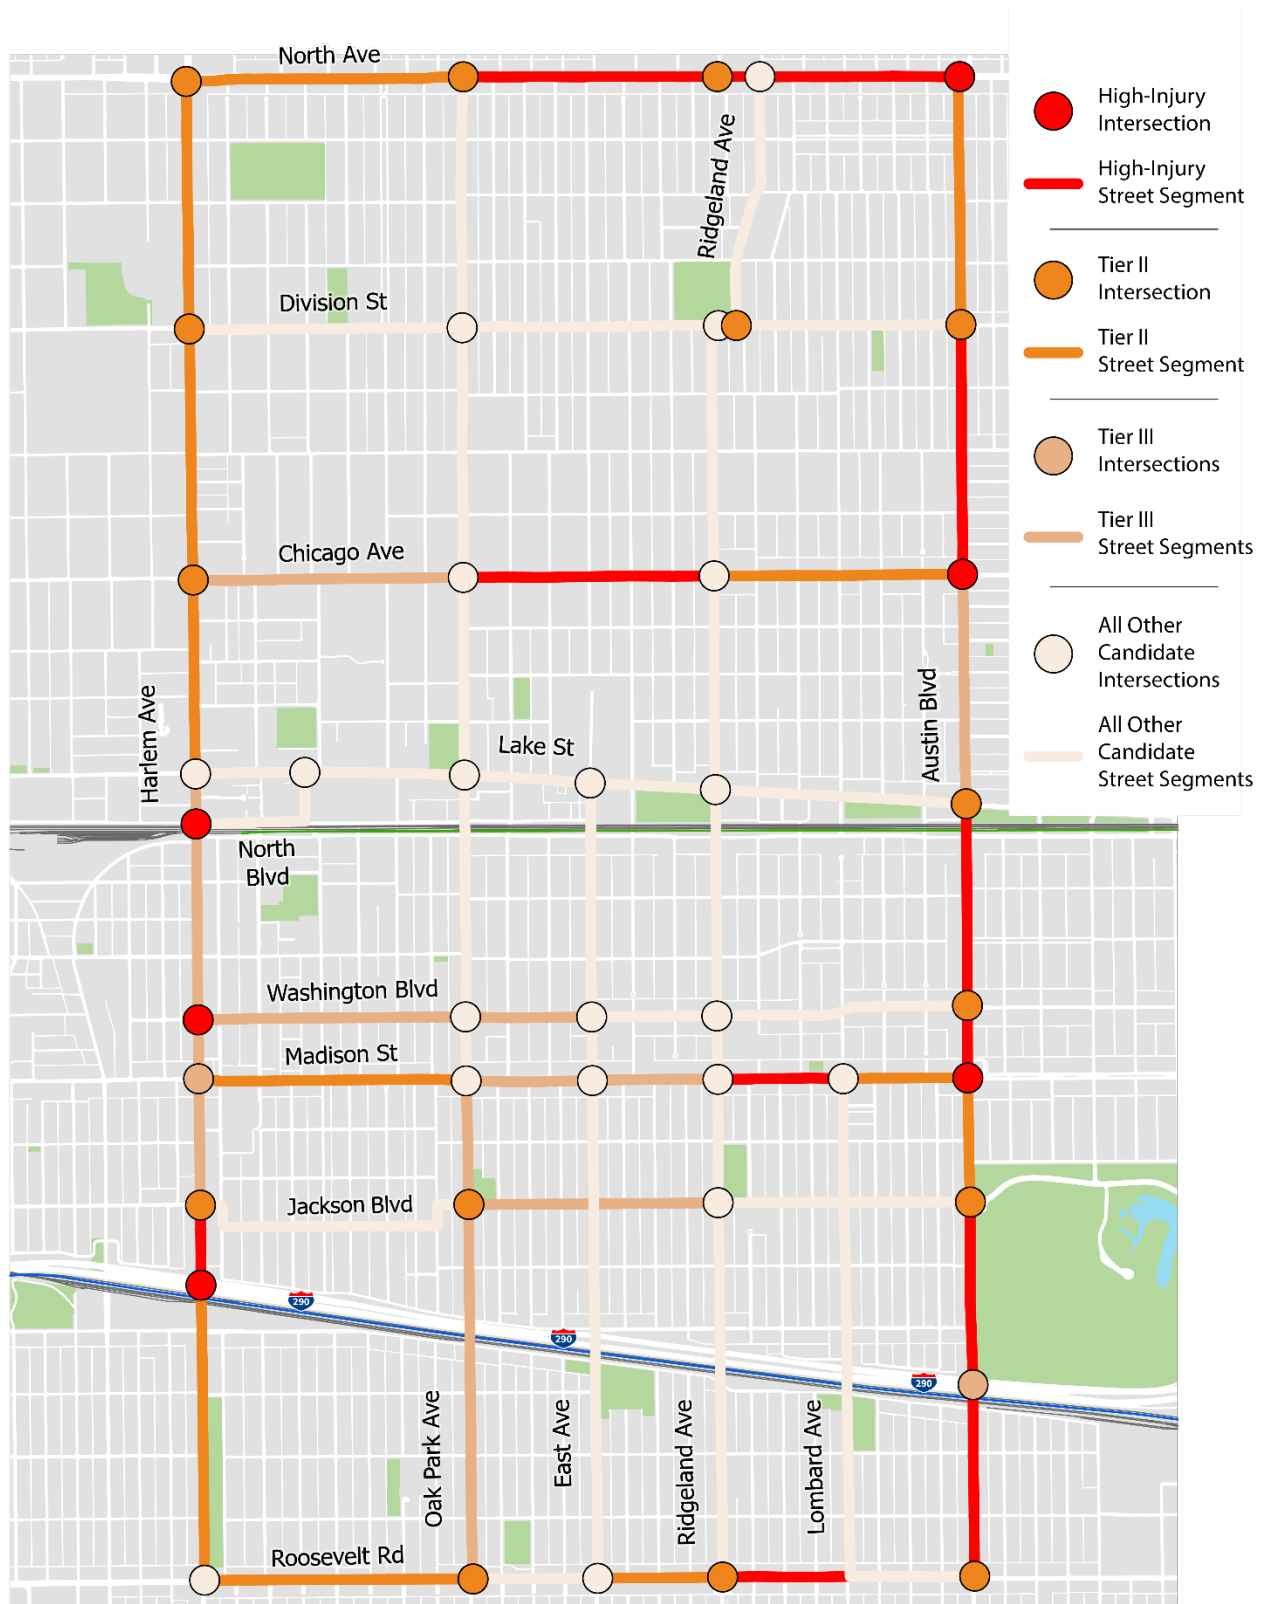 North Ave
Ridgeland Ave
Division St
Chicago Ave
Harlem Ave
Lake St
Austin Blvd
North
Blvd
Washington Blvd
Madison St
Jackson Blvd
290
290
290
Oak Park Ave
East Ave
Ridgeland Ave
Lombard Ave
Roosevelt Rd
High-Injury
Intersection
High-Injury
Street Segment
Tier II
Intersection
Tier II
Street Segment
Tier III
Intersections
Tier III
Street Segments
All Other
Candidate
Intersections
All Other
Candidate
Street Segments